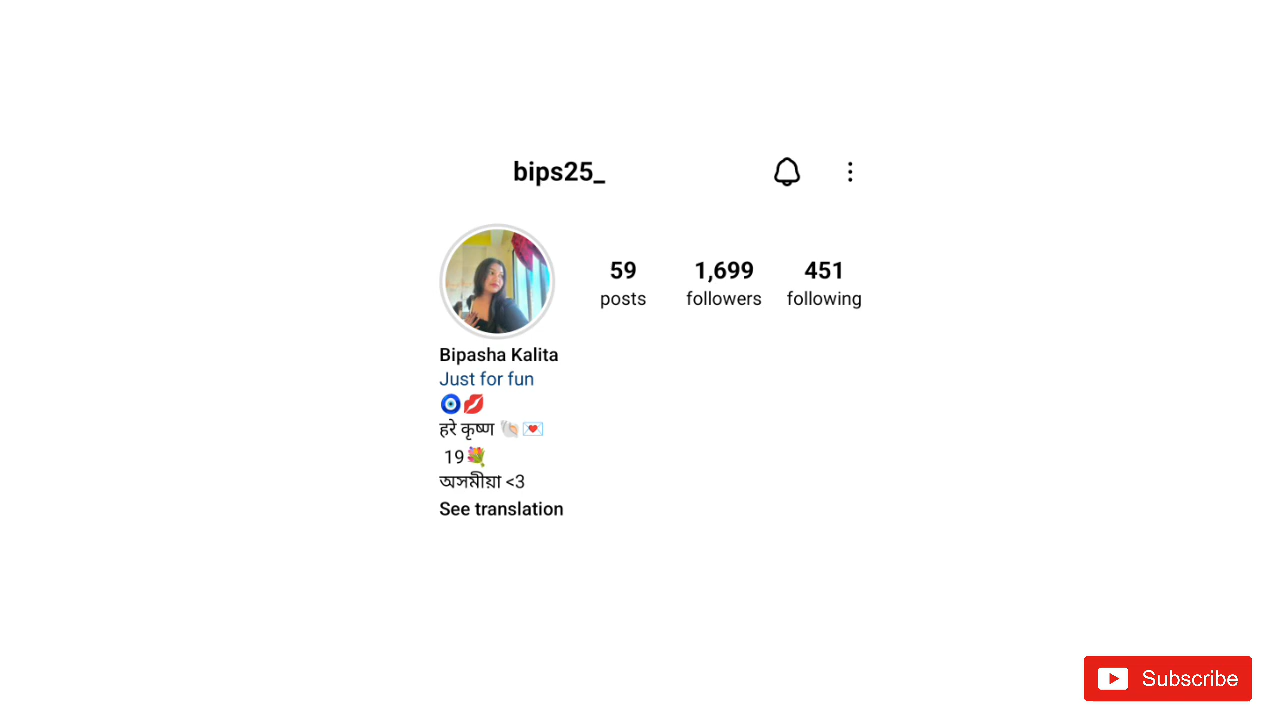 bips25_
59 1,699 451
posts followers following
Bipasha Kalita
Just for fun
🧿💋
हरे कृष्ण 🐚💌
19💐
অসমীয়া <3
See translation
Subscribe